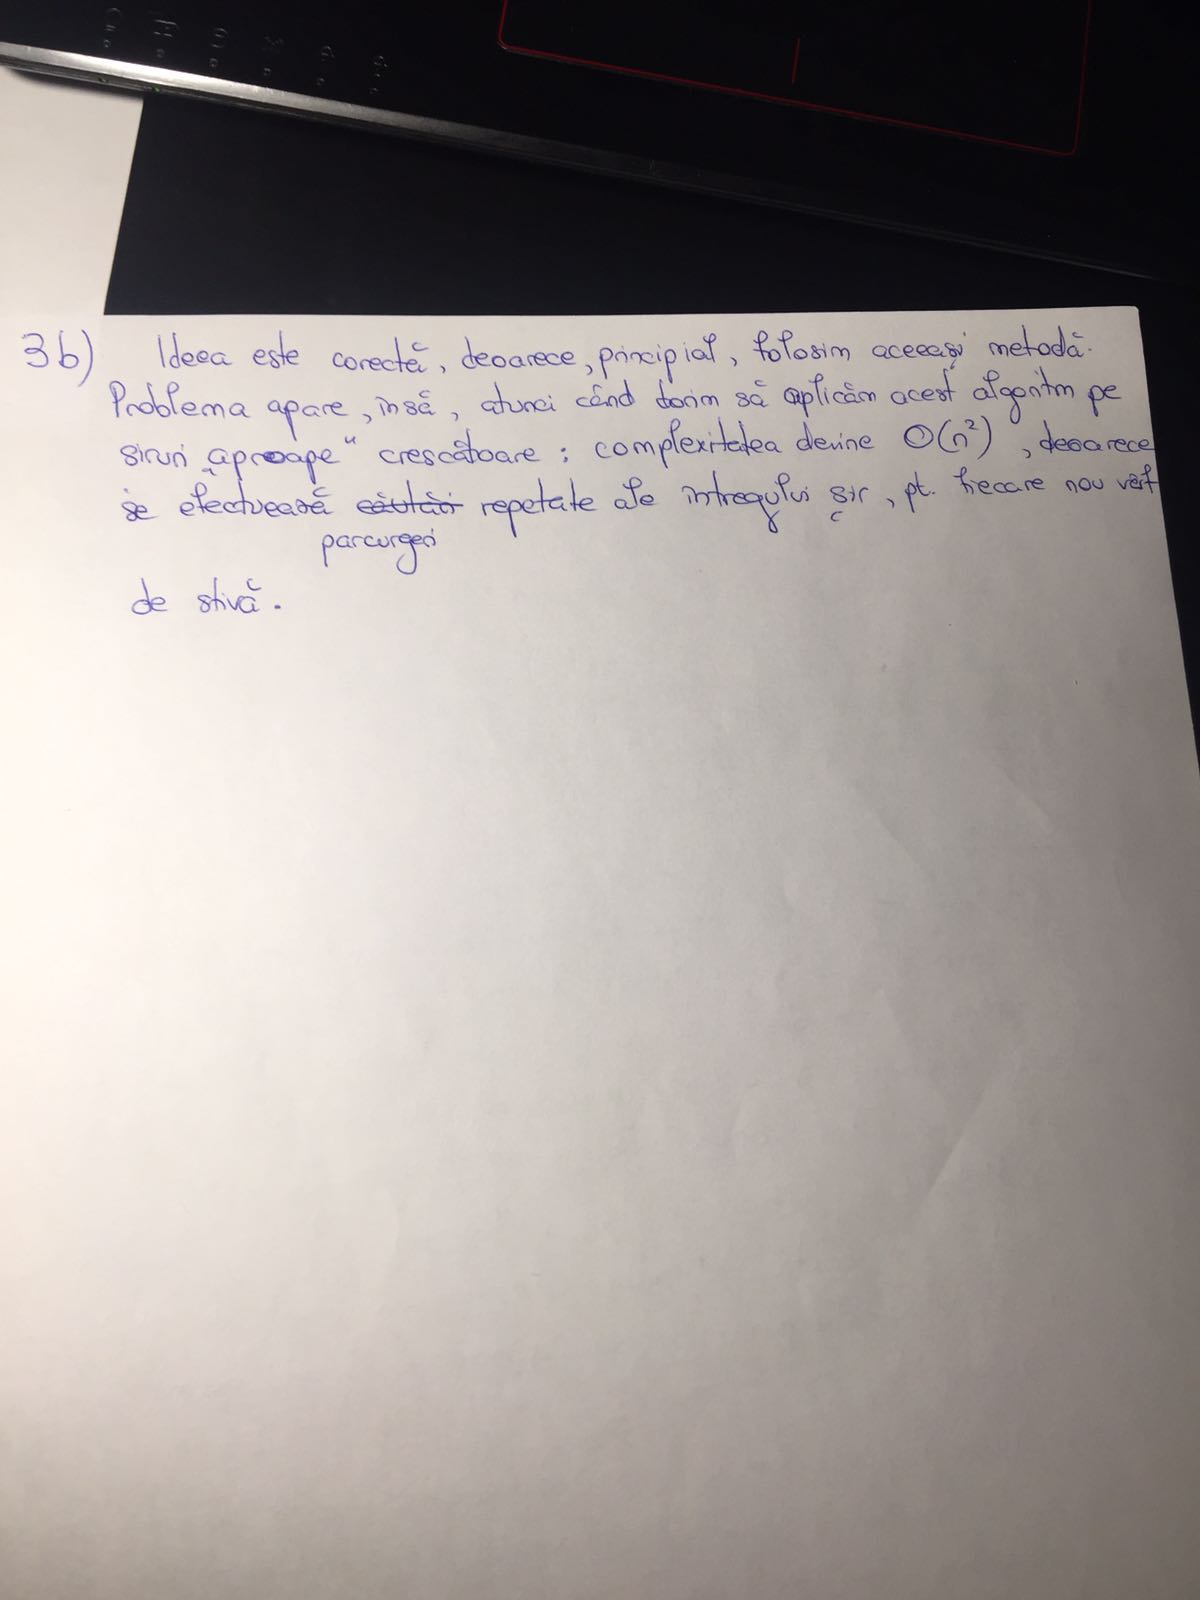 3b) Ideea este corectă, deoarece, principial, folosim aceeași metodă.
Problema apare, însă, atunci când dorim să aplicăm acest algoritm pe
șiruri „aproape“ crescătoare; complexitatea devine O(n²), deoarece
se efectuează căutări repetate ale întregului șir, pt. fiecare nou vârf
parcurgeri
de stivă.